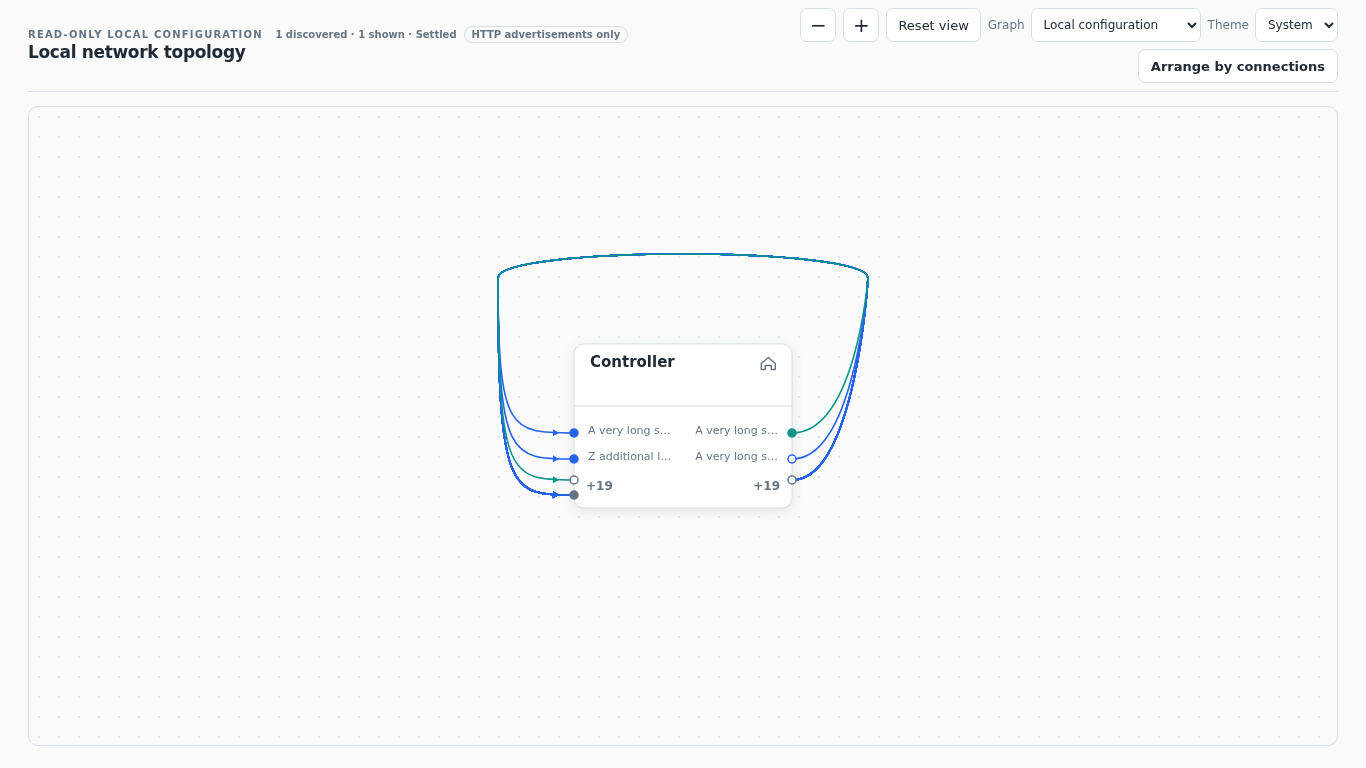 READ-ONLY LOCAL CONFIGURATION 1 discovered · 1 shown · Settled HTTP advertisements only
Local network topology
− + Reset view Graph Local configuration Theme System
Arrange by connections
Controller
A very long s... A very long s...
Z additional l... A very long s...
+19 +19